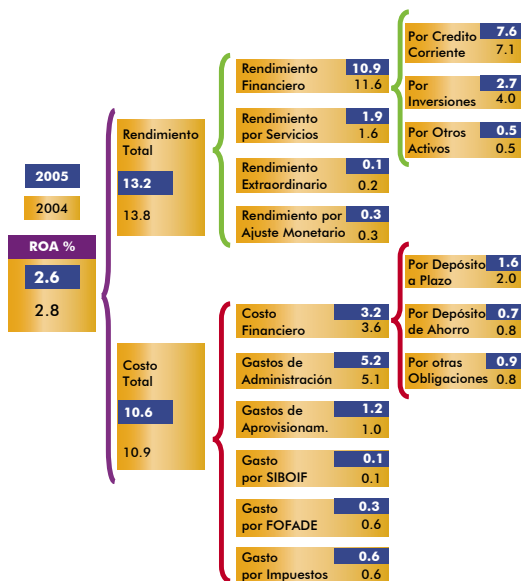 2005
2004
ROA %
2.6
2.8
Rendimiento
Total
13.2
13.8
Costo
Total
10.6
10.9
Rendimiento 10.9
Financiero 11.6
Rendimiento 1.9
por Servicios 1.6
Rendimiento 0.1
Extraordinario 0.2
Rendimiento por 0.3
Ajuste Monetario 0.3
Costo 3.2
Financiero 3.6
Gastos de 5.2
Administración 5.1
Gastos de 1.2
Aprovisionam. 1.0
Gasto 0.1
por SIBOIF 0.1
Gasto 0.3
por FOFADE 0.6
Gasto 0.6
por Impuestos 0.6
Por Credito 7.6
Corriente 7.1
Por 2.7
Inversiones 4.0
Por Otros 0.5
Activos 0.5
Por Depósito 1.6
a Plazo 2.0
Por Depósito 0.7
de Ahorro 0.8
Por otras 0.9
Obligaciones 0.8